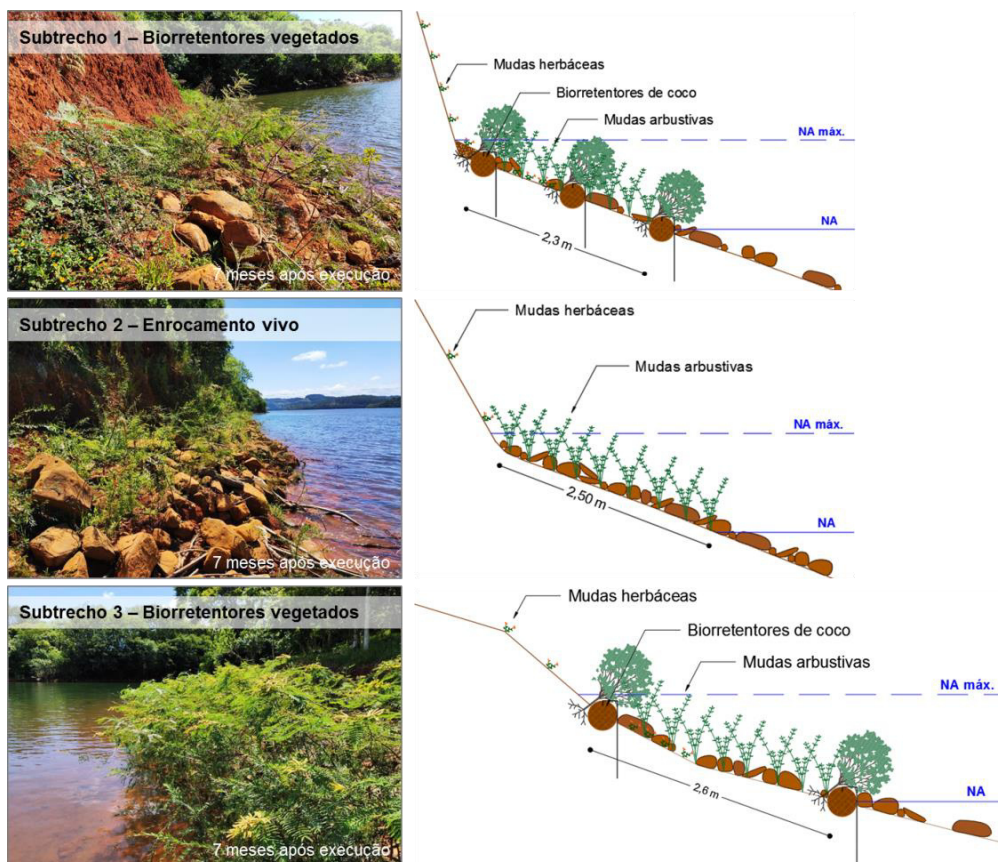 Subtrecho 1 – Biorretentores vegetados
7 meses após execução
Mudas herbáceas
Biorretentores de coco
Mudas arbustivas
NA máx.
NA
2,3 m
Subtrecho 2 – Enrocamento vivo
7 meses após execução
Mudas herbáceas
Mudas arbustivas
NA máx.
NA
2,50 m
Subtrecho 3 – Biorretentores vegetados
7 meses após execução
Mudas herbáceas
Biorretentores de coco
Mudas arbustivas
NA máx.
NA
2,6 m